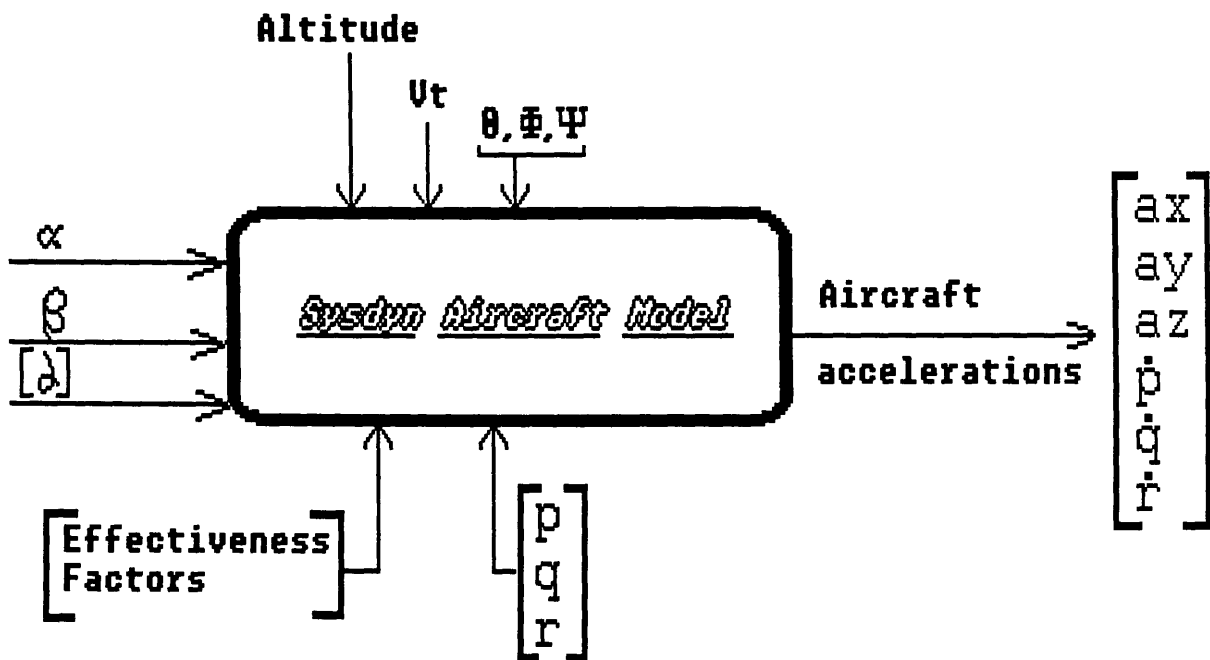 Altitude
Vt
θ,Φ,Ψ
α
β
[∂]
Sysdyn Aircraft Model
Aircraft
accelerations
ax
ay
az
ṗ
q̇
ṙ
Effectiveness
Factors
p
q
r